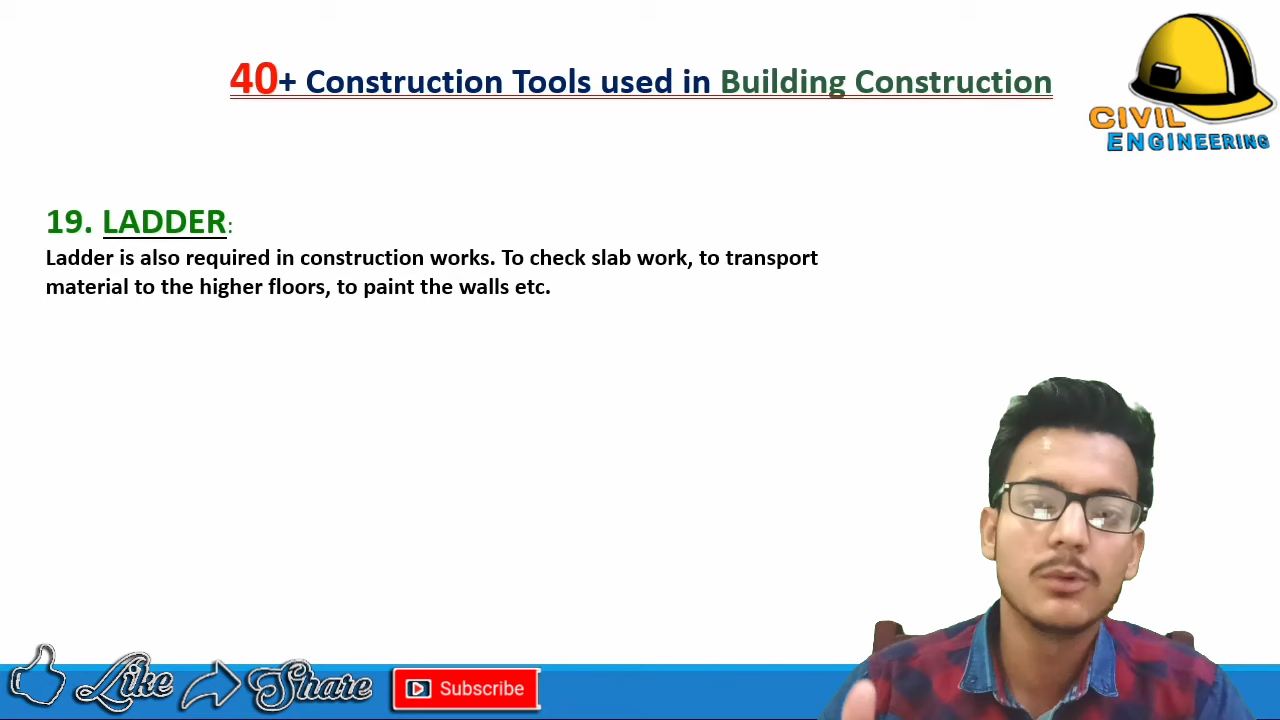 40+ Construction Tools used in Building Construction
CIVIL
ENGINEERING
19. LADDER:
Ladder is also required in construction works. To check slab work, to transport
material to the higher floors, to paint the walls etc.
Like Share Subscribe